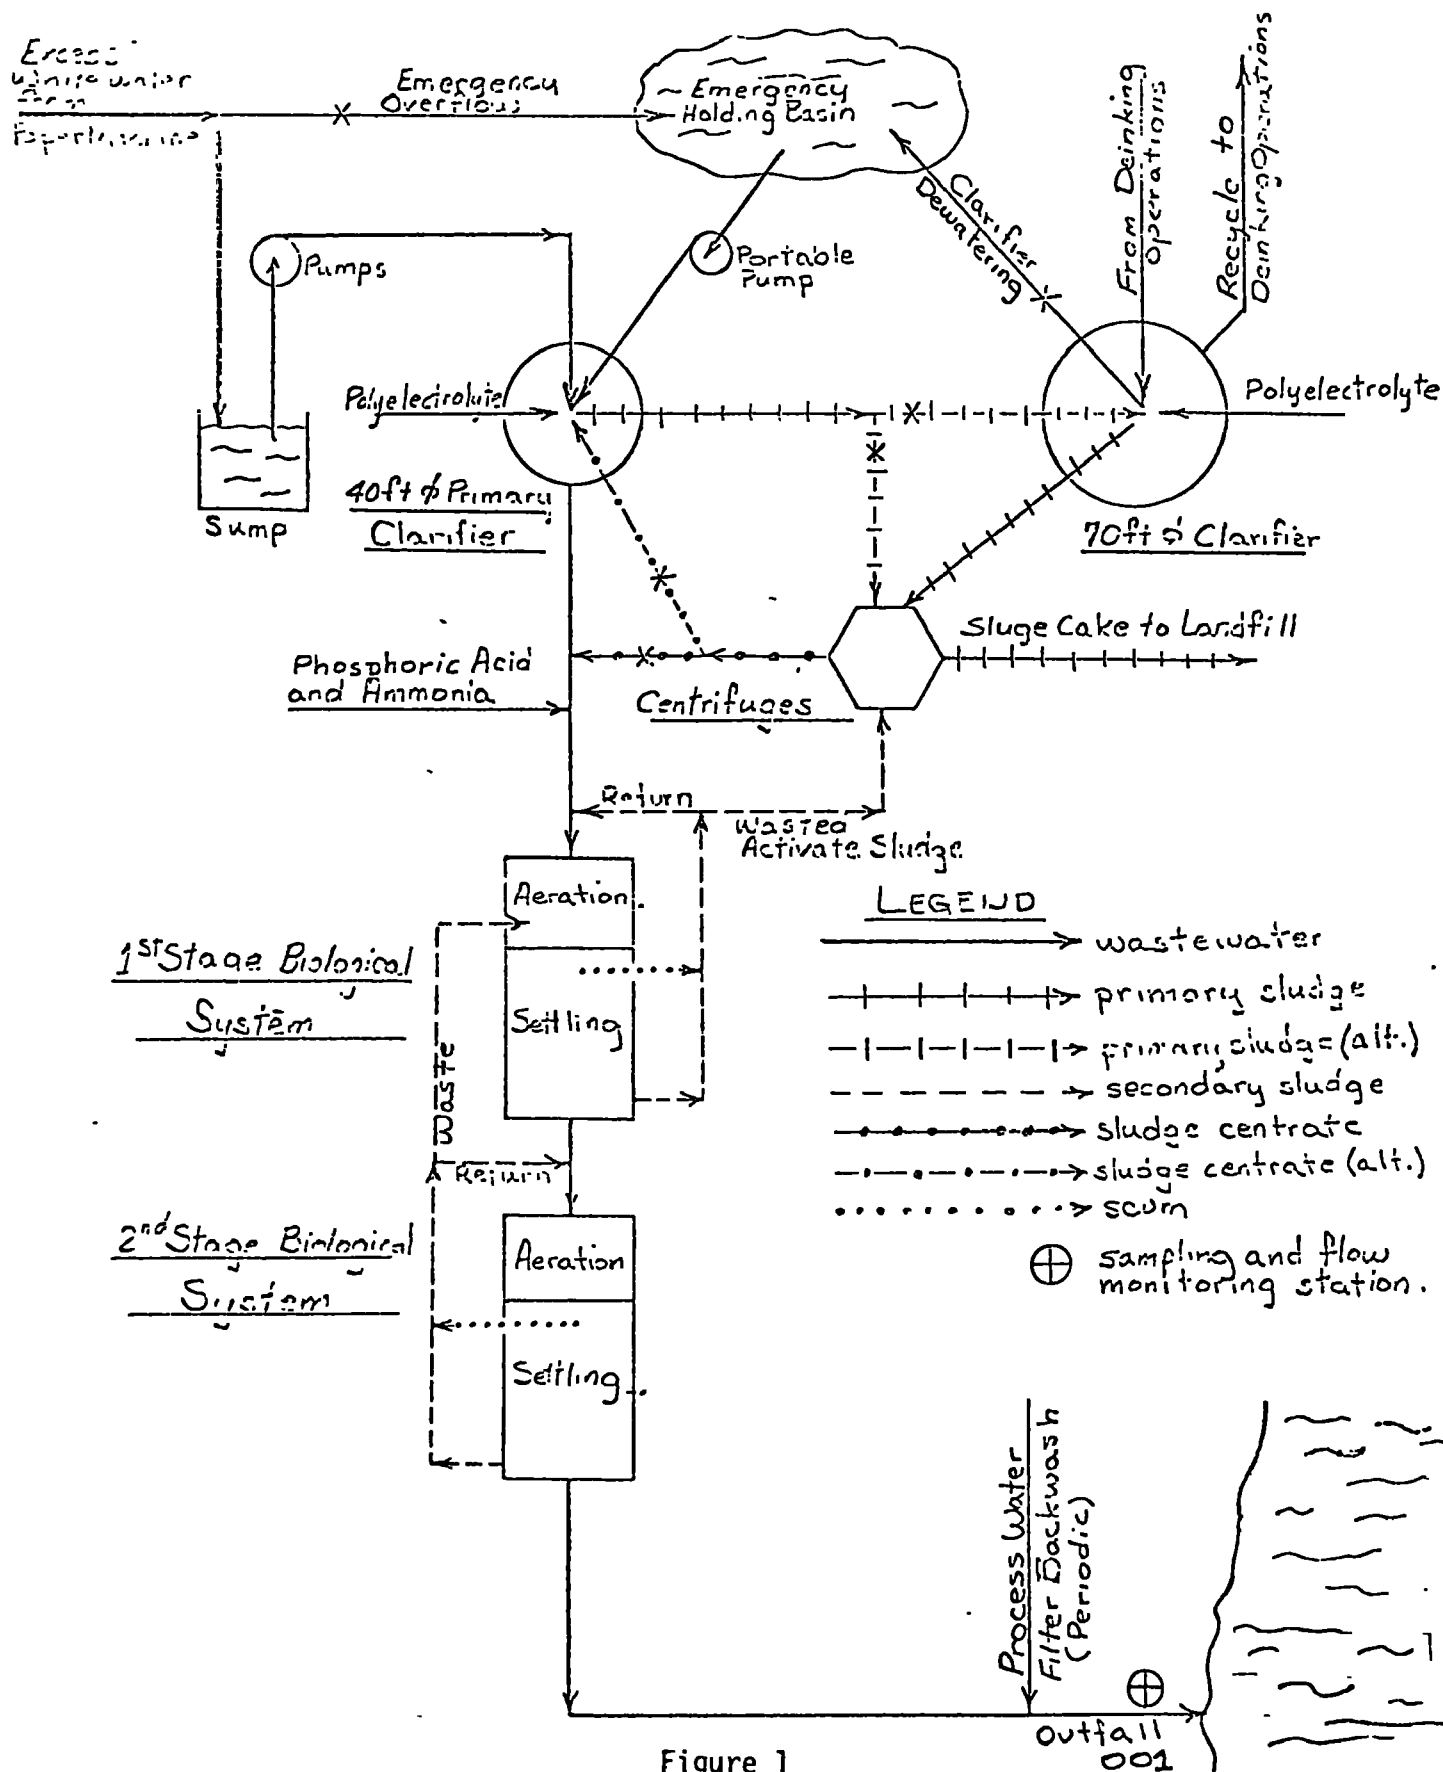 Excess
From
Emergency
Overflow
Emergency
Holding Basin
From Deinking
Operations
Recycle to
Deinking Operations
Clarifier
Dewatering
Pumps
Portable
Pump
Polyelectrolyte
Polyelectrolyte
Sump
40ft ϕ Primary
Clarifier
70ft ϕ Clarifier
Sluge Cake to Landfill
Phosphoric Acid
and Ammonia
Centrifuges
Return
Wasted
Activate Sludge
Aeration
LEGEND
wastewater
1st Stage Biological
System
Settling
primary sludge
primary sludge (alt.)
secondary sludge
Waste
sludge centrate
Return
sludge centrate (alt.)
scum
2nd Stage Biological
System
Aeration
sampling and flow
monitoring station.
Settling
Process Water
Filter Backwash
(Periodic)
Outfall
001
Figure 1